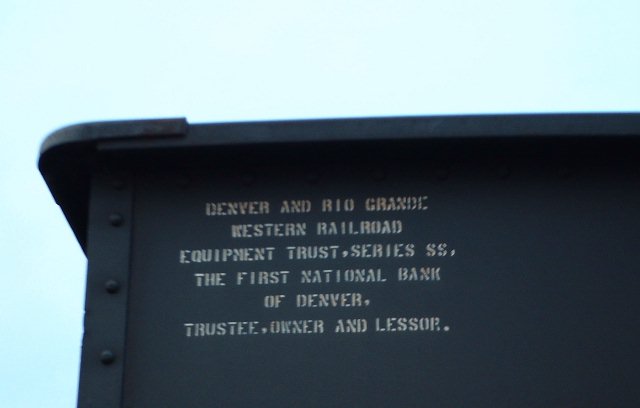 DENVER AND RIO GRANDE
WESTERN RAILROAD
EQUIPMENT TRUST, SERIES SS,
THE FIRST NATIONAL BANK
OF DENVER,
TRUSTEE, OWNER AND LESSOR.